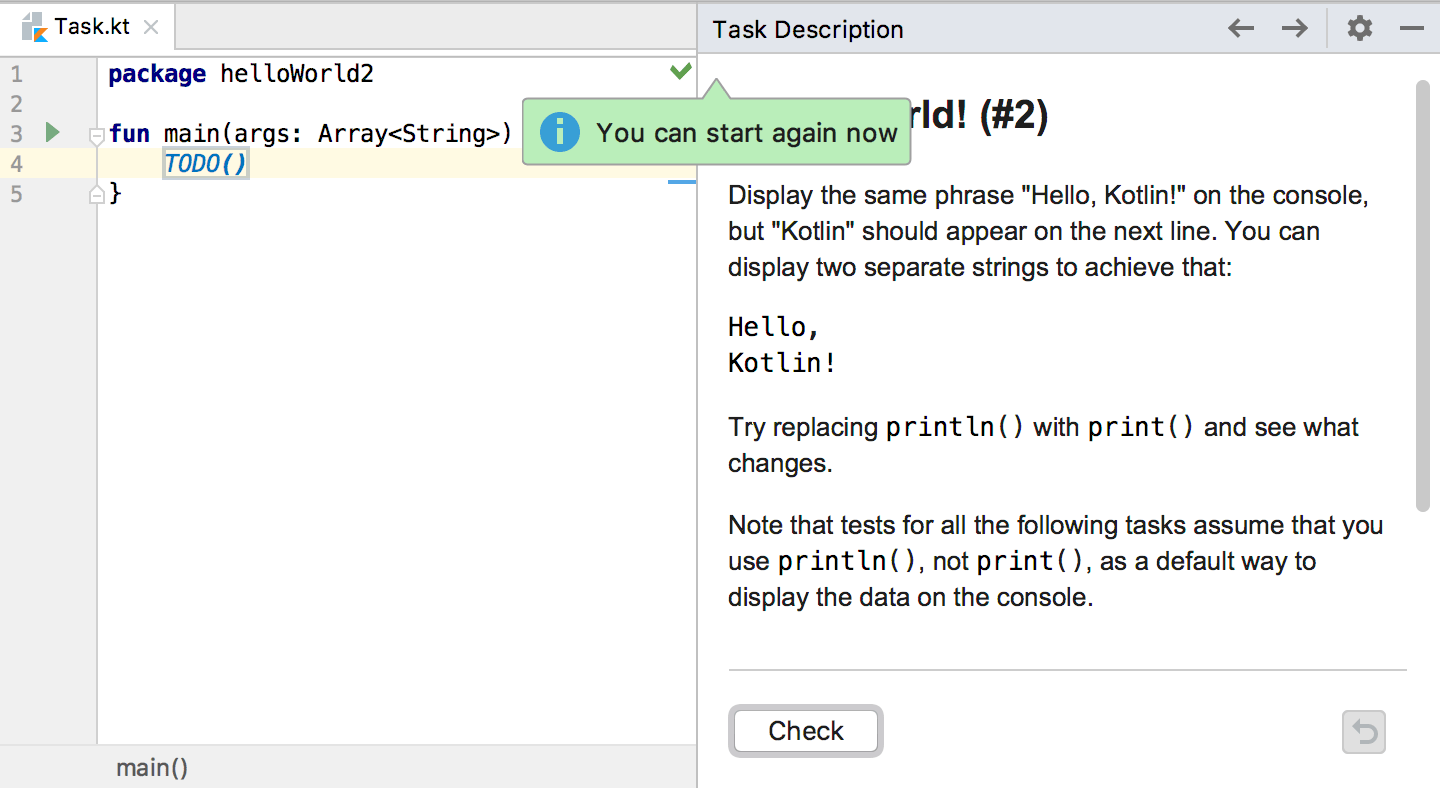 Task.kt
Task Description
1 package helloWorld2
2
3 fun main(args: Array<String>)
4 TODO()
5 }
You can start again now
rld! (#2)
Display the same phrase "Hello, Kotlin!" on the console,
but "Kotlin" should appear on the next line. You can
display two separate strings to achieve that:
Hello,
Kotlin!
Try replacing println() with print() and see what
changes.
Note that tests for all the following tasks assume that you
use println(), not print(), as a default way to
display the data on the console.
Check
main()